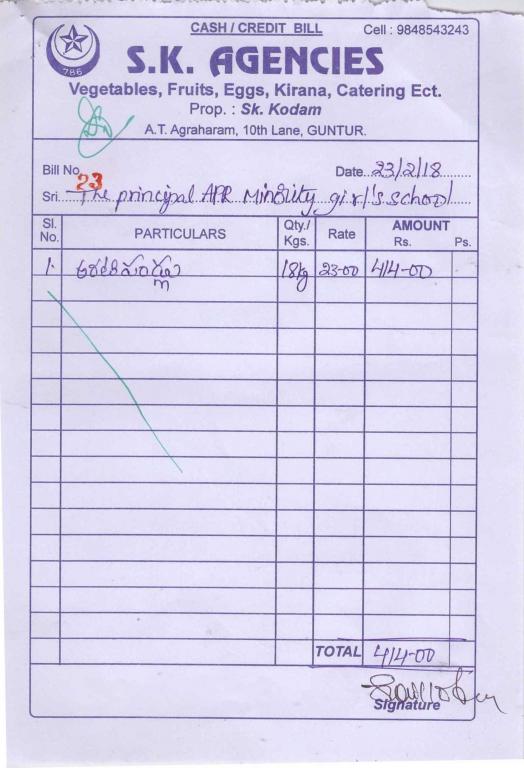 CASH / CREDIT BILL Cell : 9848543243
786
S.K. AGENCIES
Vegetables, Fruits, Eggs, Kirana, Catering Ect.
Prop. : Sk. Kodam
A.T. Agraharam, 10th Lane, GUNTUR.
Bill No. 23 Date 23/2/18
Sri The principal APR Minority girl's school
Sl. No. PARTICULARS Qty./ Kgs. Rate AMOUNT Rs. Ps.
1. 18kg 23-00 414-00
TOTAL 414-00
Signature